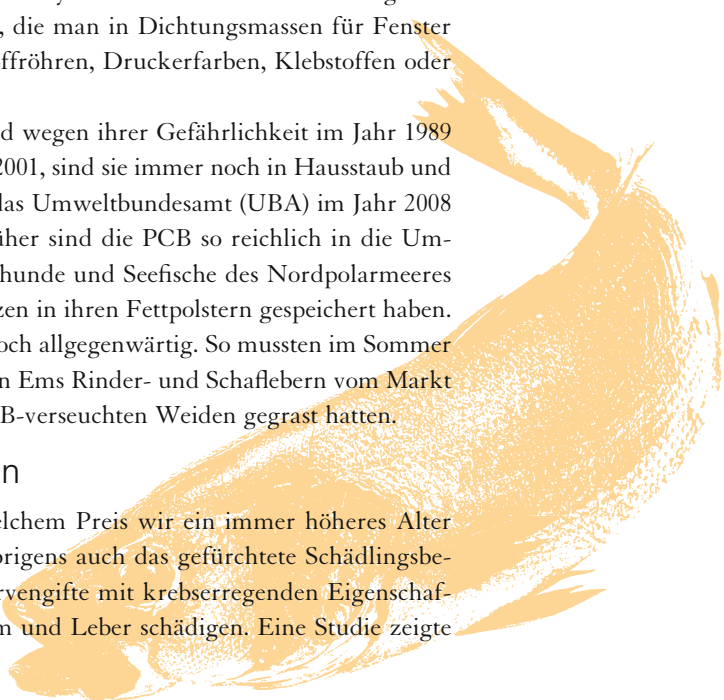 , die man in Dichtungsmassen für Fenster
ffröhren, Druckerfarben, Klebstoffen oder
d wegen ihrer Gefährlichkeit im Jahr 1989
2001, sind sie immer noch in Hausstaub und
das Umweltbundesamt (UBA) im Jahr 2008
üher sind die PCB so reichlich in die Um-
hunde und Seefische des Nordpolarmeeres
zen in ihren Fettpolstern gespeichert haben.
och allgegenwärtig. So mussten im Sommer
n Ems Rinder- und Schaflebern vom Markt
B-verseuchten Weiden gegrast hatten.
n
elchem Preis wir ein immer höheres Alter
origens auch das gefürchtete Schädlingsbe-
rvengifte mit krebserregenden Eigenschaf-
m und Leber schädigen. Eine Studie zeigte